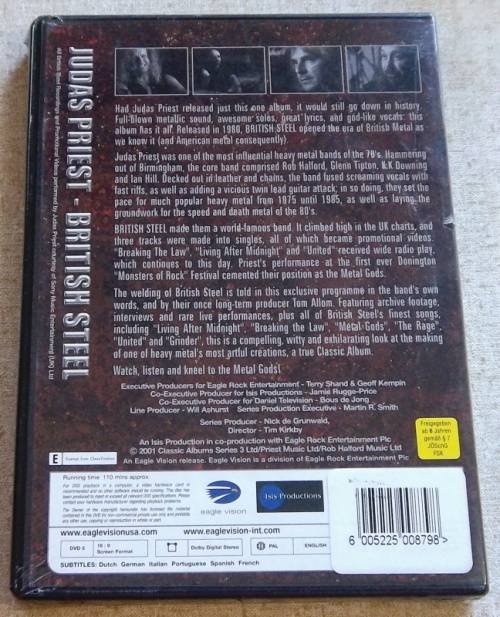 JUDAS PRIEST - BRITISH STEEL
Had Judas Priest released just this one album, it would still go down in history.
Full-blown metallic sound, awesome solos, great lyrics, and god-like vocals: this
album has it all. Released in 1980, BRITISH STEEL opened the era of British Metal as
we know it (and American metal consequently).
Judas Priest was one of the most influential heavy metal bands of the 70's. Hammering
out of Birmingham, the core band comprised Rob Halford, Glenn Tipton, K.K Downing
and Ian Hill. Decked out in leather and chains, the band fused screaming vocals with
fast riffs, as well as adding a vicious twin lead guitar attack; in so doing, they set the
pace for much popular heavy metal from 1975 until 1985, as well as laying the
groundwork for the speed and death metal of the 80's.
BRITISH STEEL made them a world-famous band. It climbed high in the UK charts, and
three tracks were made into singles, all of which became promotional videos.
"Breaking The Law", "Living After Midnight" and "United" received wide radio play,
which continues to this day. Priest's performance at the first ever Donington
"Monsters of Rock" Festival cemented their position as the Metal Gods.
The welding of British Steel is told in this exclusive programme in the band's own
words, and by their once long-term producer Tom Allom. Featuring archive footage,
interviews and rare live performances, plus all of British Steel's finest songs,
including "Living After Midnight", "Breaking the Law", "Metal Gods", "The Rage",
"United" and "Grinder", this is a compelling, witty and exhilarating look at the making
of one of heavy metal's most artful creations, a true Classic Album.
Watch, listen and kneel to the Metal Gods!
Executive Producers for Eagle Rock Entertainment - Terry Shand & Geoff Kempin
Co-Executive Producer for Isis Productions - Jamie Rugge-Price
Co-Executive Producer for Daniel Television - Bous de Jong
Line Producer - Will Ashurst Series Production Executive - Martin R. Smith
Series Producer - Nick de Grunwald,
Director - Tim Kirkby
An Isis Production in co-production with Eagle Rock Entertainment Plc
© 2001 Classic Albums Series 3 Ltd/Priest Music Ltd/Rob Halford Music Ltd
An Eagle Vision release. Eagle Vision is a division of Eagle Rock Entertainment Plc
Freigegeben
ab 6 Jahren
gemäß § 7
JÖSchG
FSK
E Exempt from Classification
Running time: 110 mins approx.
eagle vision
Isis Productions
www.eaglevisionusa.com www.eaglevision-int.com
DVD 5
16 : 9
Screen Format
Dolby Digital Stereo
PAL
ENGLISH
SUBTITLES: Dutch German Italian Portuguese Spanish French
6 005225 008798 >